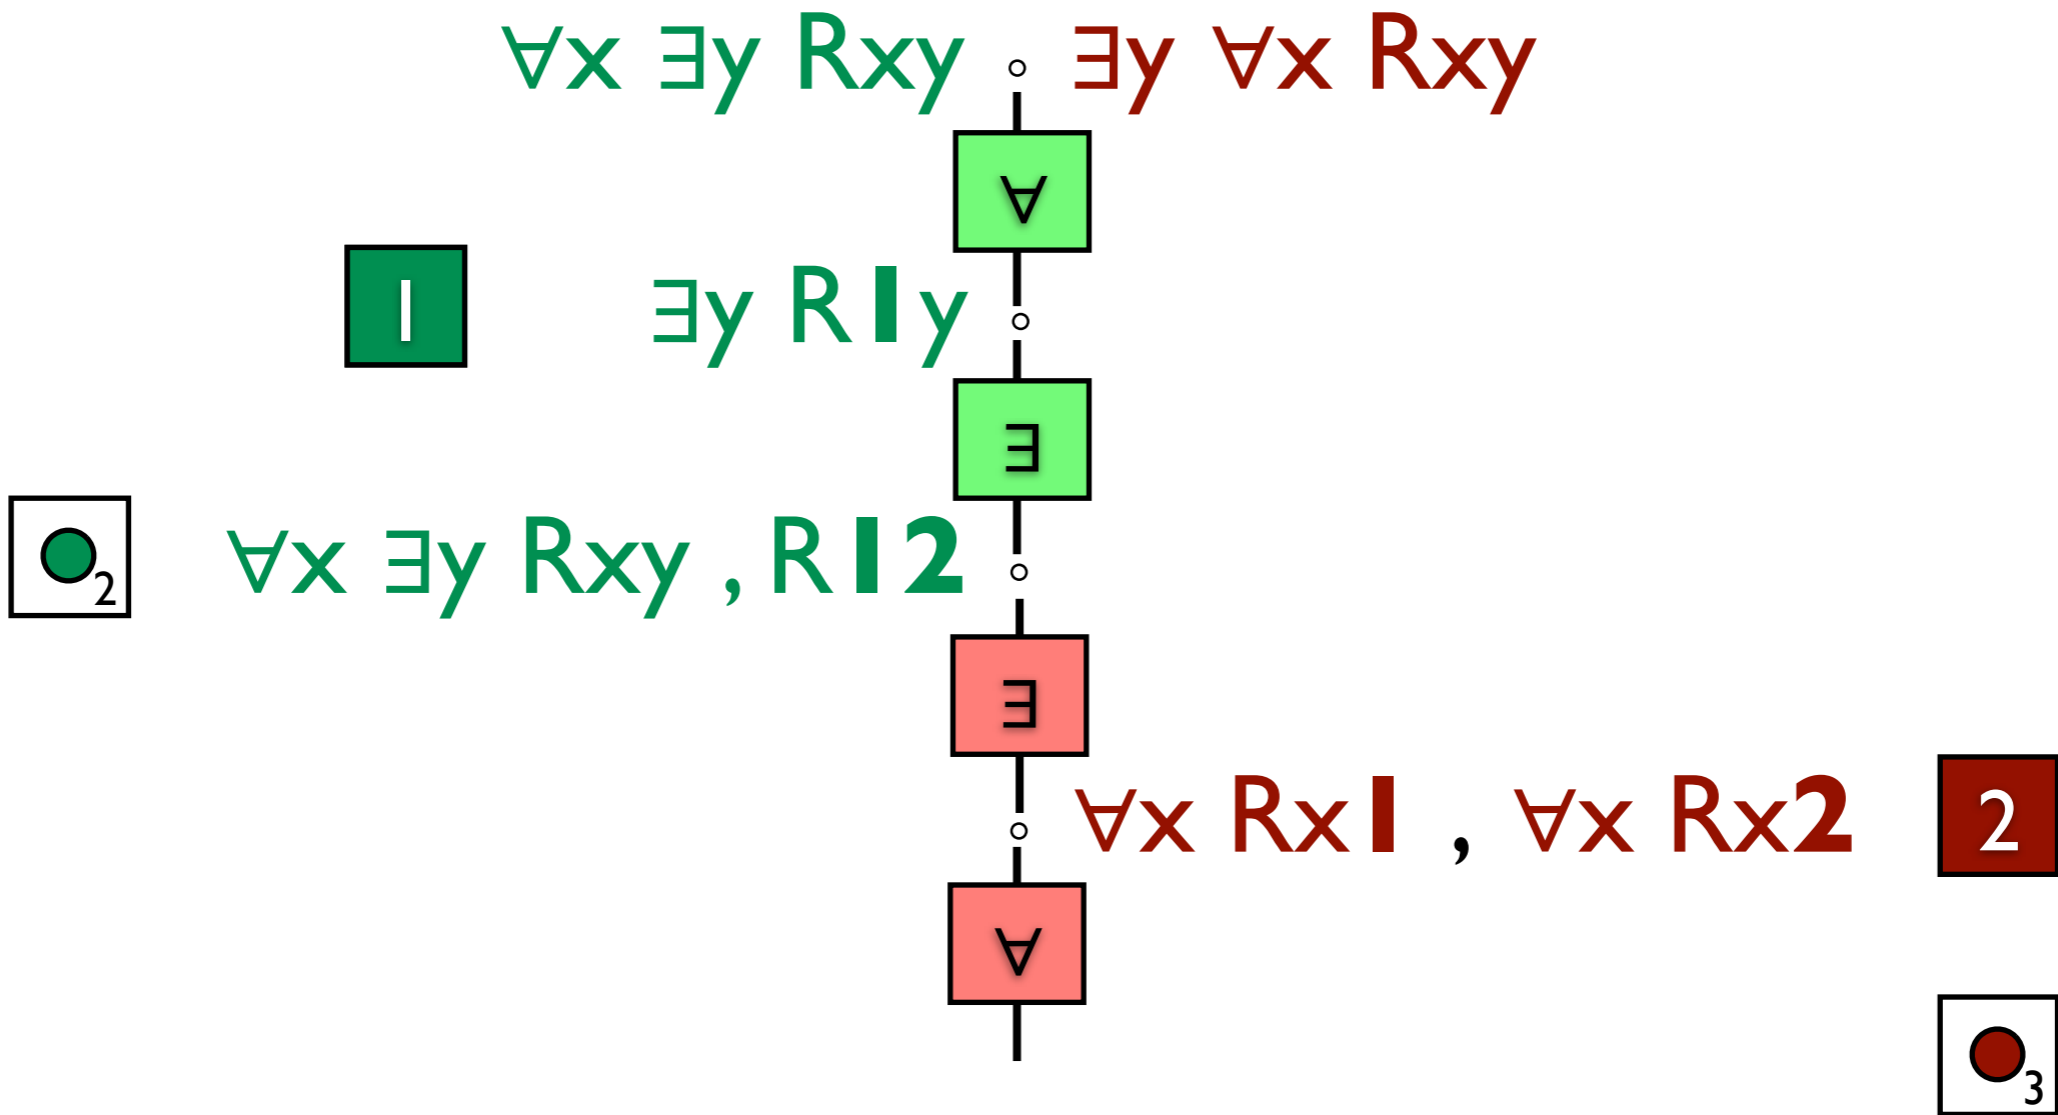 ∀x ∃y Rxy ∘ ∃y ∀x Rxy
∀
1 ∃y R1y ∘
∃
2 ∀x ∃y Rxy , R12 ∘
∃
∘ ∀x Rx1 , ∀x Rx2 2
∀
3